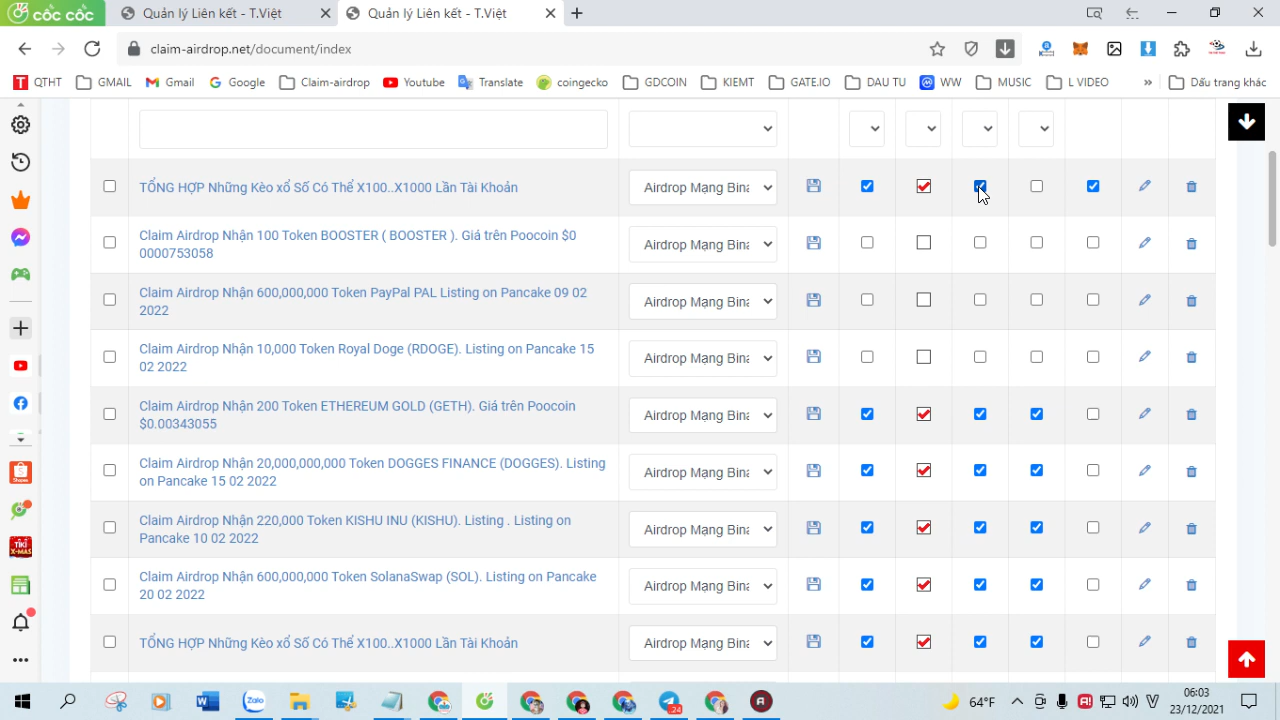 cốc cốc
Quản lý kết - T.Việt
Quản lý kết - T.Việt
claim-airdrop.net/document/index
QTHT
GMAIL
Gmail
Google
Claim-airdrop
Youtube
Translate
coingecko
GDCOIN
KIEMT
GATE.IO
DAU TU
WW
MUSIC
L VIDEO
»
Dấu trang khác
TỔNG HỢP Những Kèo xổ Số Có Thể X100..X1000 Lần Tài Khoản
Airdrop Mạng Bina
Claim Airdrop Nhận 100 Token BOOSTER ( BOOSTER ). Giá trên Poocoin $0
0000753058
Airdrop Mạng Bina
Claim Airdrop Nhận 600,000,000 Token PayPal PAL Listing on Pancake 09 02
2022
Airdrop Mạng Bina
Claim Airdrop Nhận 10,000 Token Royal Doge (RDOGE). Listing on Pancake 15
02 2022
Airdrop Mạng Bina
Claim Airdrop Nhận 200 Token ETHEREUM GOLD (GETH). Giá trên Poocoin
$0.00343055
Airdrop Mạng Bina
Claim Airdrop Nhận 20,000,000,000 Token DOGGES FINANCE (DOGGES). Listing
on Pancake 15 02 2022
Airdrop Mạng Bina
Claim Airdrop Nhận 220,000 Token KISHU INU (KISHU). Listing . Listing on
Pancake 10 02 2022
Airdrop Mạng Bina
Claim Airdrop Nhận 600,000,000 Token SolanaSwap (SOL). Listing on Pancake
20 02 2022
Airdrop Mạng Bina
TỔNG HỢP Những Kèo xổ Số Có Thể X100..X1000 Lần Tài Khoản
Airdrop Mạng Bina
Zalo
24
64°F
06:03
23/12/2021